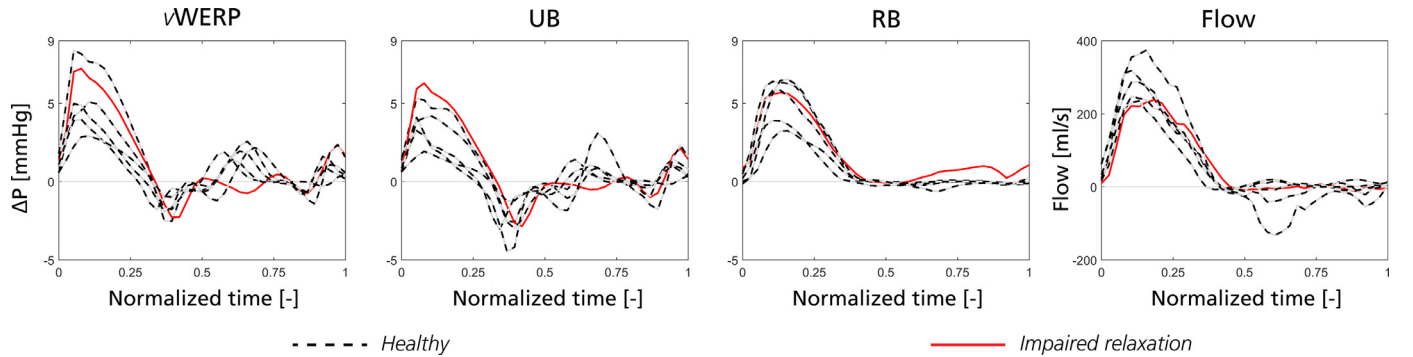 vWERP UB RB Flow
9 9 9 400
5 5 5 200
0 0 0 0
-5 -5 -5 -200
ΔP [mmHg] Flow [ml/s]
0 0.25 0.5 0.75 1 0 0.25 0.5 0.75 1 0 0.25 0.5 0.75 1 0 0.25 0.5 0.75 1
Normalized time [-] Normalized time [-] Normalized time [-] Normalized time [-]
Healthy Impaired relaxation